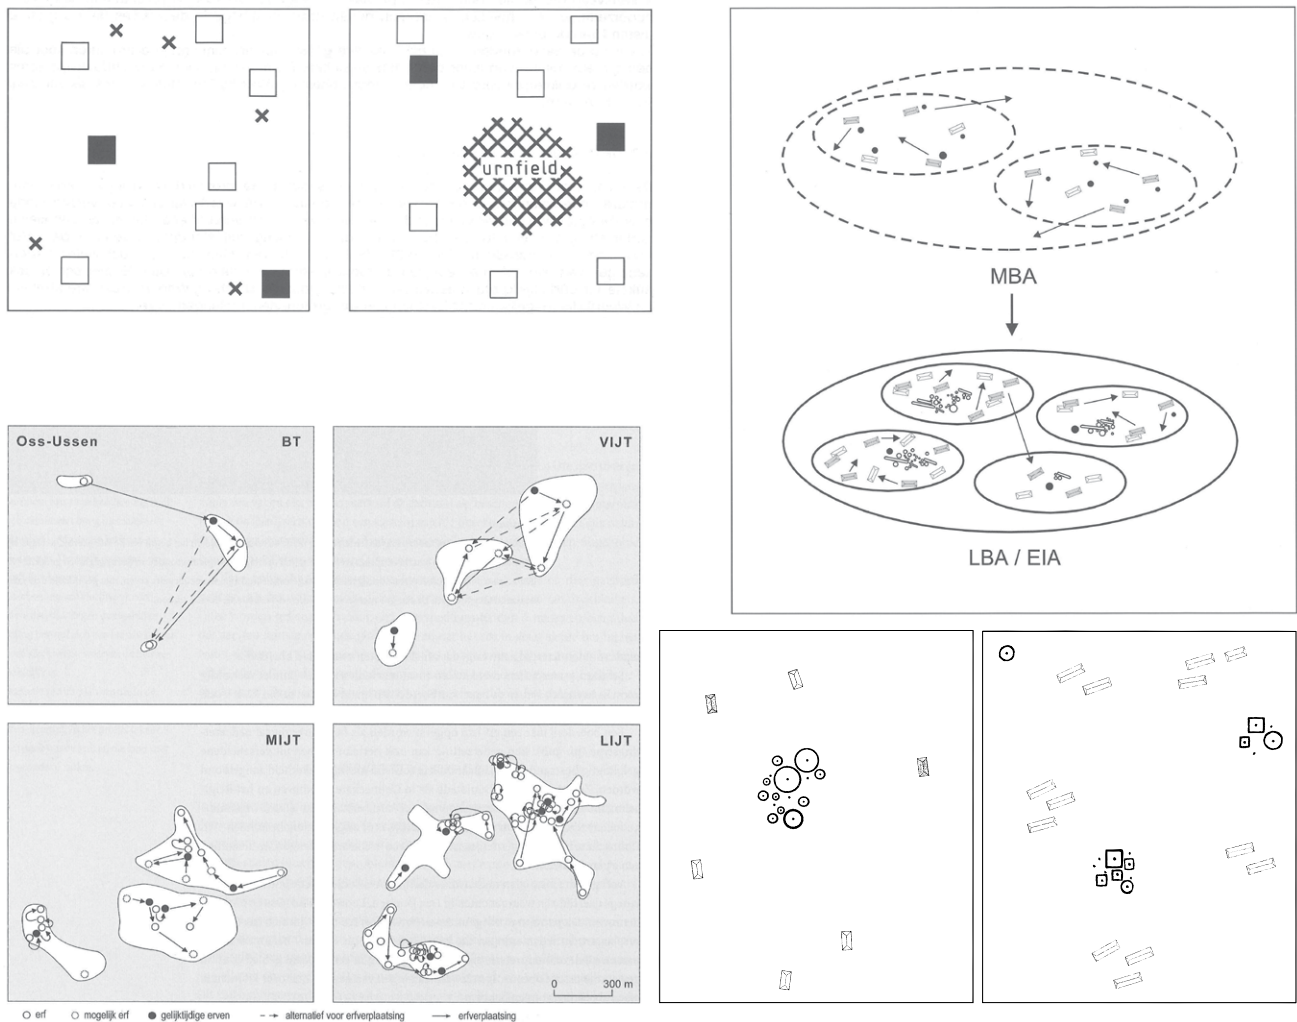 urnfield
MBA
LBA / EIA
Oss-Ussen BT
VIJT
MIJT
LIJT
0 300 m
erf mogelijk erf gelijktijdige erven alternatief voor erfverplaatsing erfverplaatsing